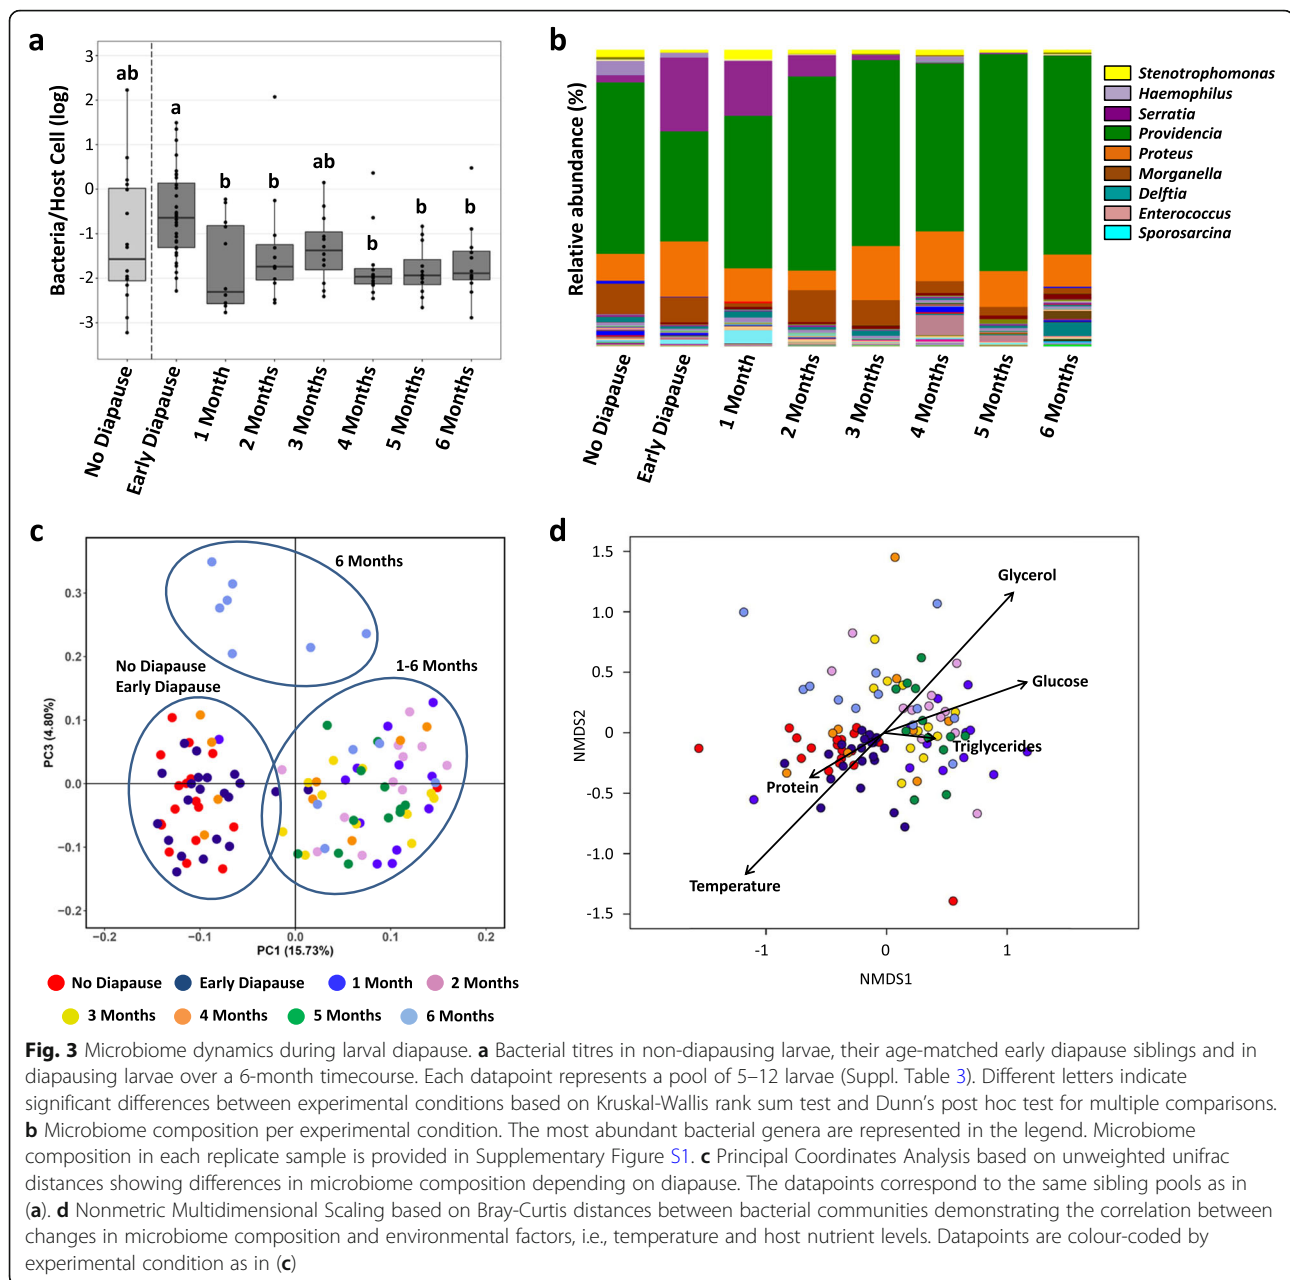 a
3
2
1
0
-1
-2
-3
Bacteria/Host Cell (log)
ab
a
b
b
ab
b
b
b
No Diapause
Early Diapause
1 Month
2 Months
3 Months
4 Months
5 Months
6 Months
b
Relative abundance (%)
No Diapause
Early Diapause
1 Month
2 Months
3 Months
4 Months
5 Months
6 Months
Stenotrophomonas
Haemophilus
Serratia
Providencia
Proteus
Morganella
Delftia
Enterococcus
Sporosarcina
c
0.3
0.2
0.1
0.0
−0.1
−0.2
PC3 (4.80%)
6 Months
No Diapause
Early Diapause
1-6 Months
−0.2
−0.1
0.0
0.1
0.2
PC1 (15.73%)
No Diapause
Early Diapause
1 Month
2 Months
3 Months
4 Months
5 Months
6 Months
d
1.5
1.0
0.5
0
-0.5
-1.0
-1.5
NMDS2
Glycerol
Glucose
Triglycerides
Protein
Temperature
-1
0
1
NMDS1
Fig. 3 Microbiome dynamics during larval diapause. a Bacterial titres in non-diapausing larvae, their age-matched early diapause siblings and in
diapausing larvae over a 6-month timecourse. Each datapoint represents a pool of 5–12 larvae (Suppl. Table 3). Different letters indicate
significant differences between experimental conditions based on Kruskal-Wallis rank sum test and Dunn's post hoc test for multiple comparisons.
b Microbiome composition per experimental condition. The most abundant bacterial genera are represented in the legend. Microbiome
composition in each replicate sample is provided in Supplementary Figure S1. c Principal Coordinates Analysis based on unweighted unifrac
distances showing differences in microbiome composition depending on diapause. The datapoints correspond to the same sibling pools as in
(a). d Nonmetric Multidimensional Scaling based on Bray-Curtis distances between bacterial communities demonstrating the correlation between
changes in microbiome composition and environmental factors, i.e., temperature and host nutrient levels. Datapoints are colour-coded by
experimental condition as in (c)